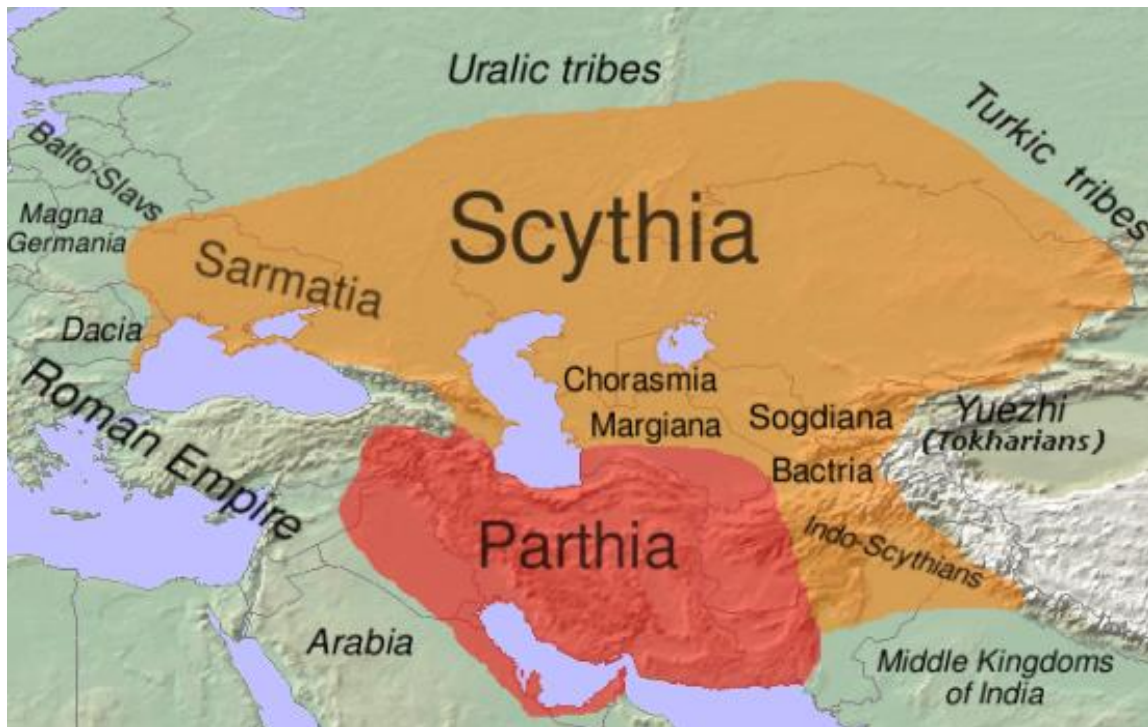 Uralic tribes
Turkic tribes
Balto-Slavs
Magna
Germania
Scythia
Sarmatia
Dacia
Roman Empire
Chorasmia
Margiana
Sogdiana
Yuezhi
(Tokharians)
Bactria
Parthia
Indo-Scythians
Arabia
Middle Kingdoms
of India